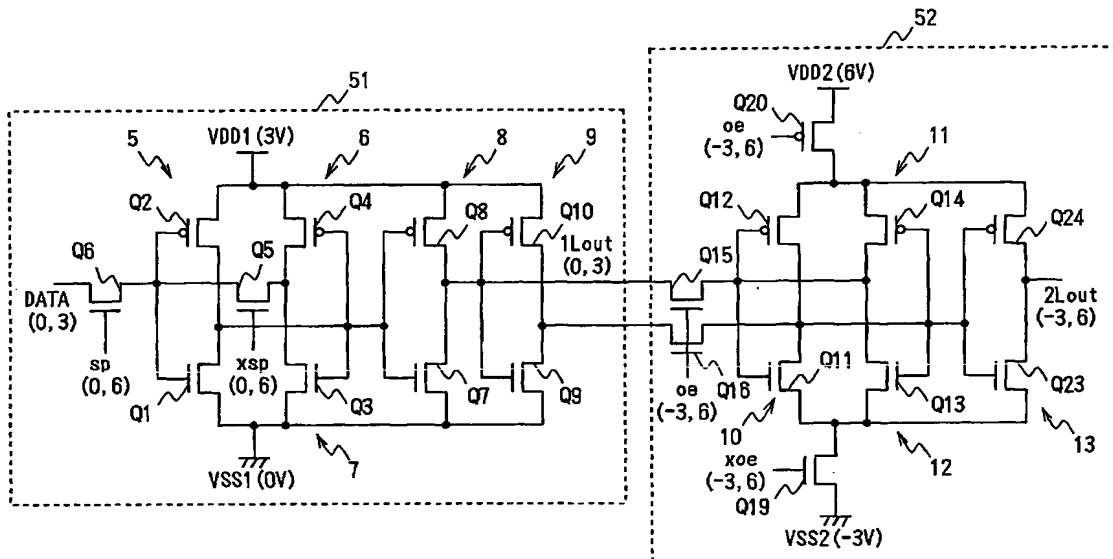 52
51
VDD2(6V)
Q20
oe
(-3,6)
VDD1(3V)
5
6
8
9
11
Q2
Q4
Q8
Q10
Q12
Q14
Q24
Q6
Q5
1Lout
(0,3)
Q15
DATA
(0,3)
2Lout
(-3,6)
sp
(0,6)
xsp
(0,6)
Q1
Q3
Q7
Q9
Q16
oe
(-3,6)
Q11
Q13
Q23
10
7
12
13
VSS1(0V)
xoe
(-3,6)
Q19
VSS2(-3V)